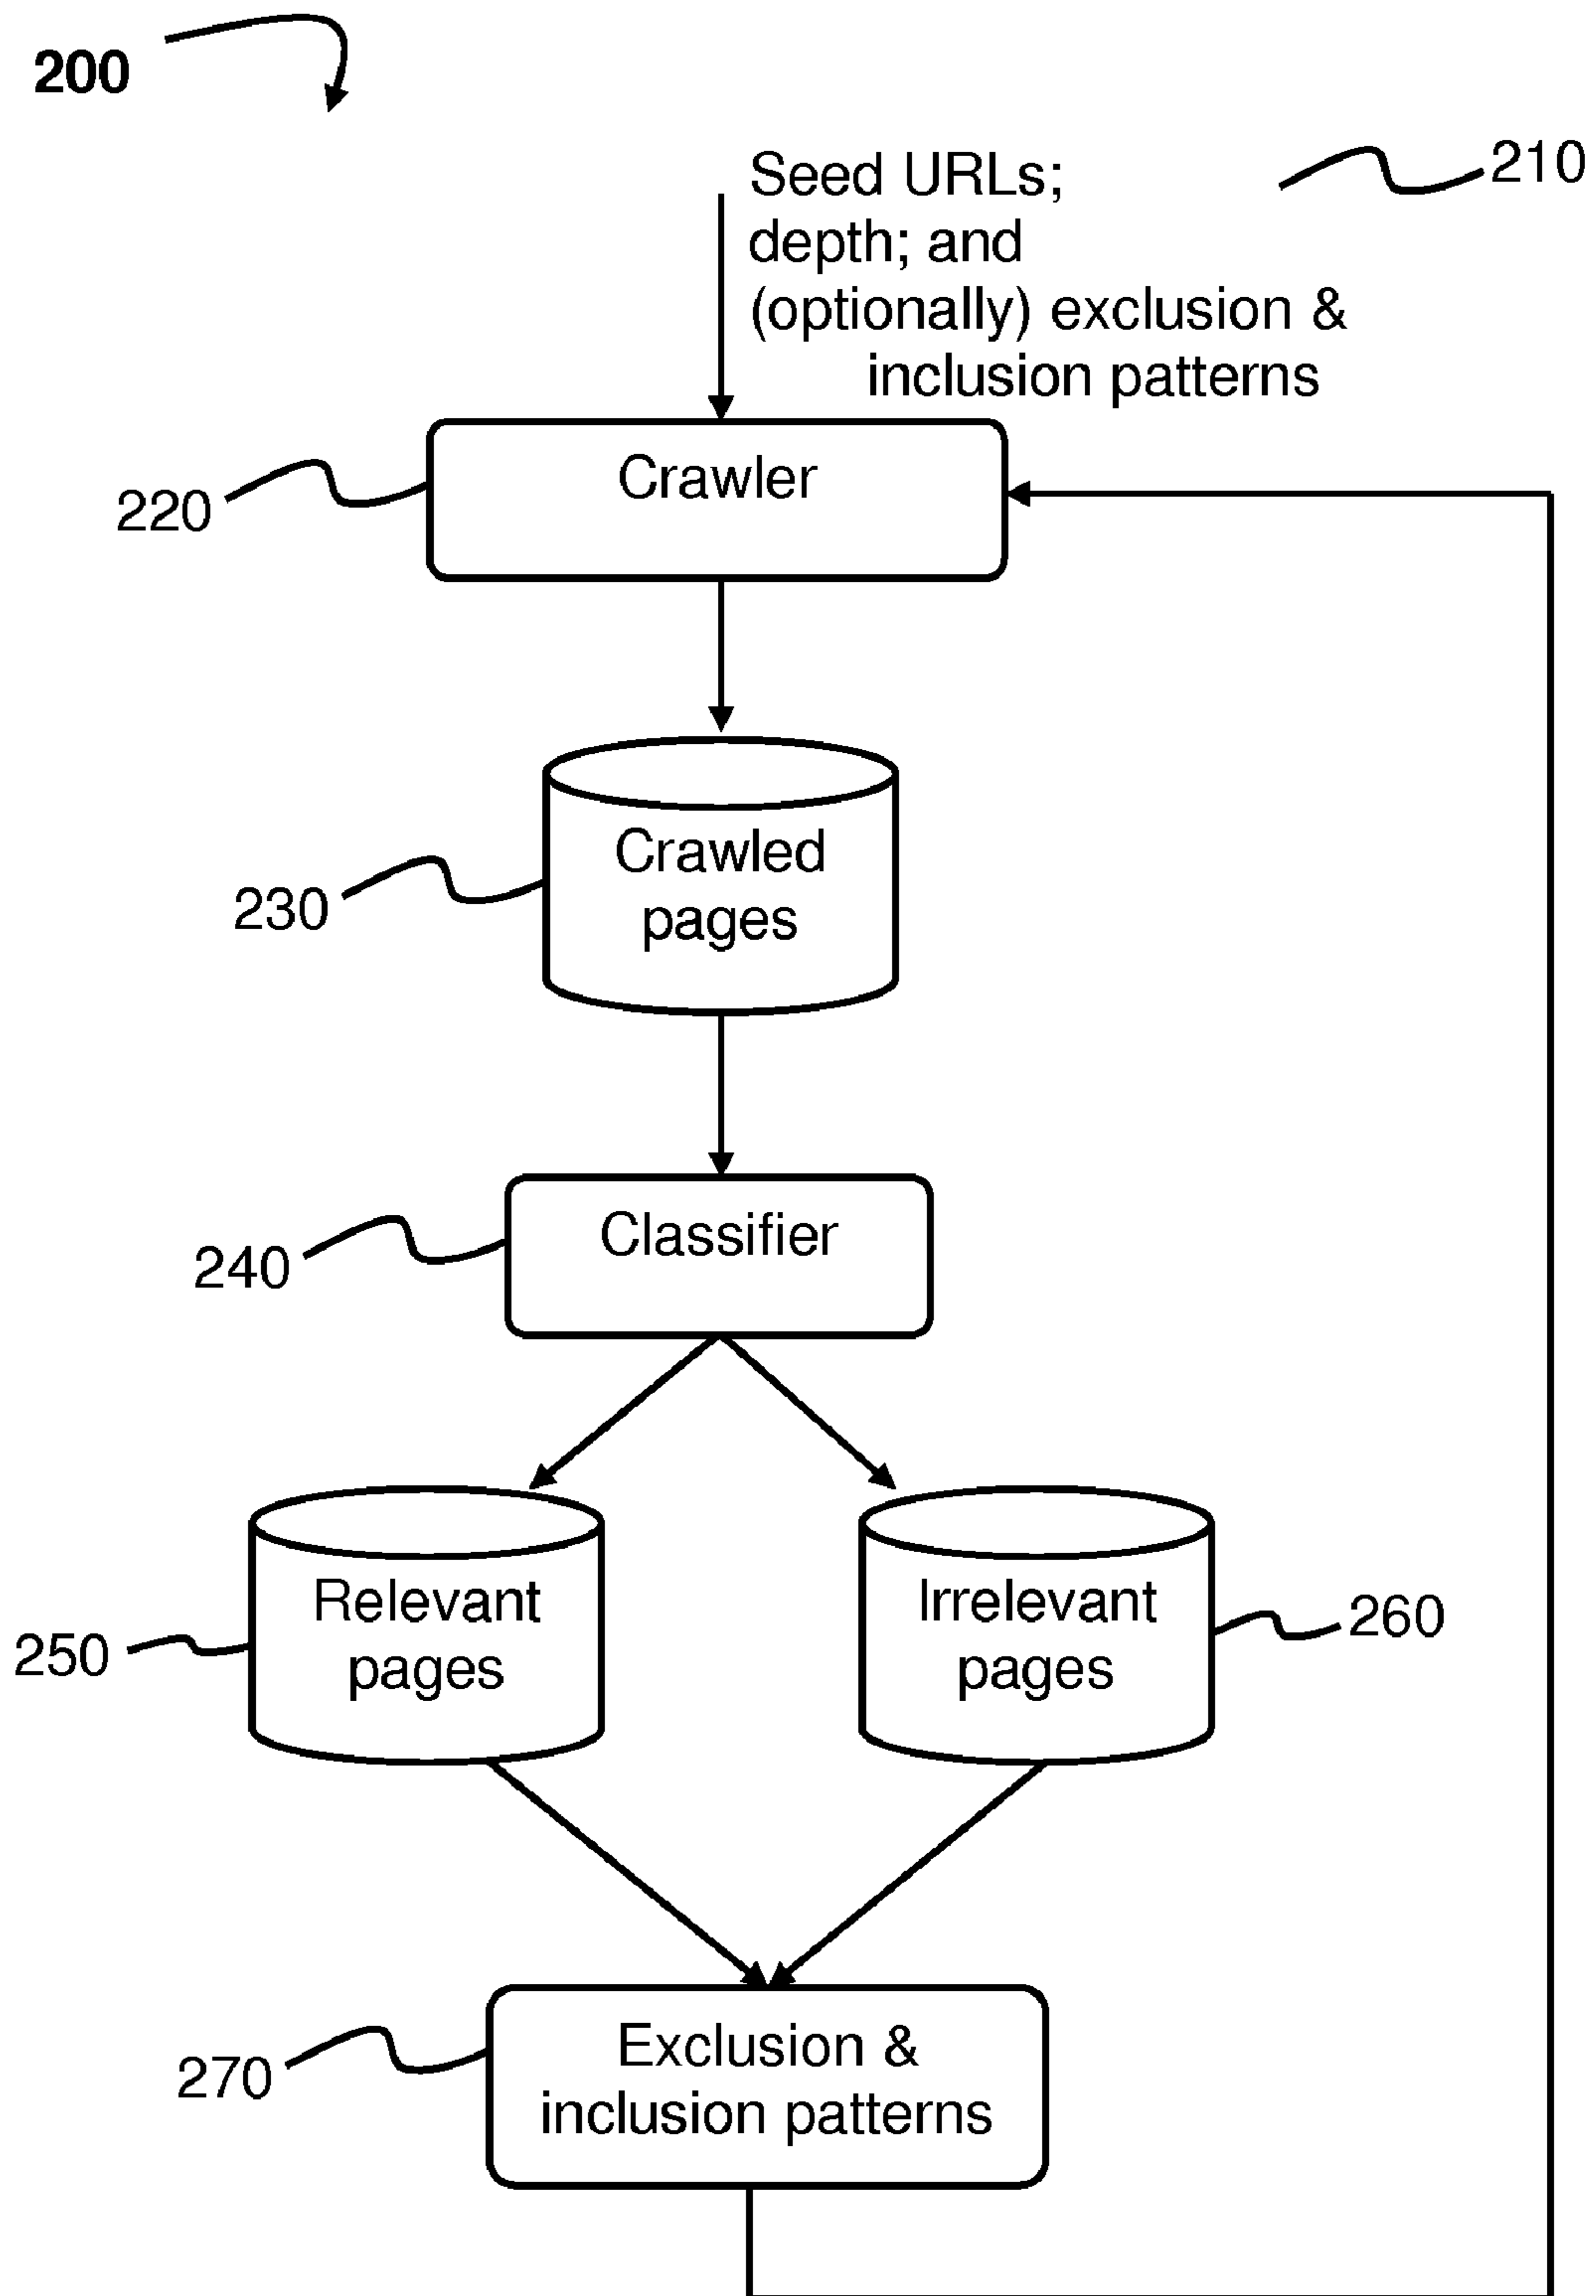 200
Seed URLs;
210
depth; and
(optionally) exclusion &
inclusion patterns
Crawler
220
Crawled
pages
230
Classifier
240
Relevant
pages
250
Irrelevant
pages
260
Exclusion &
inclusion patterns
270